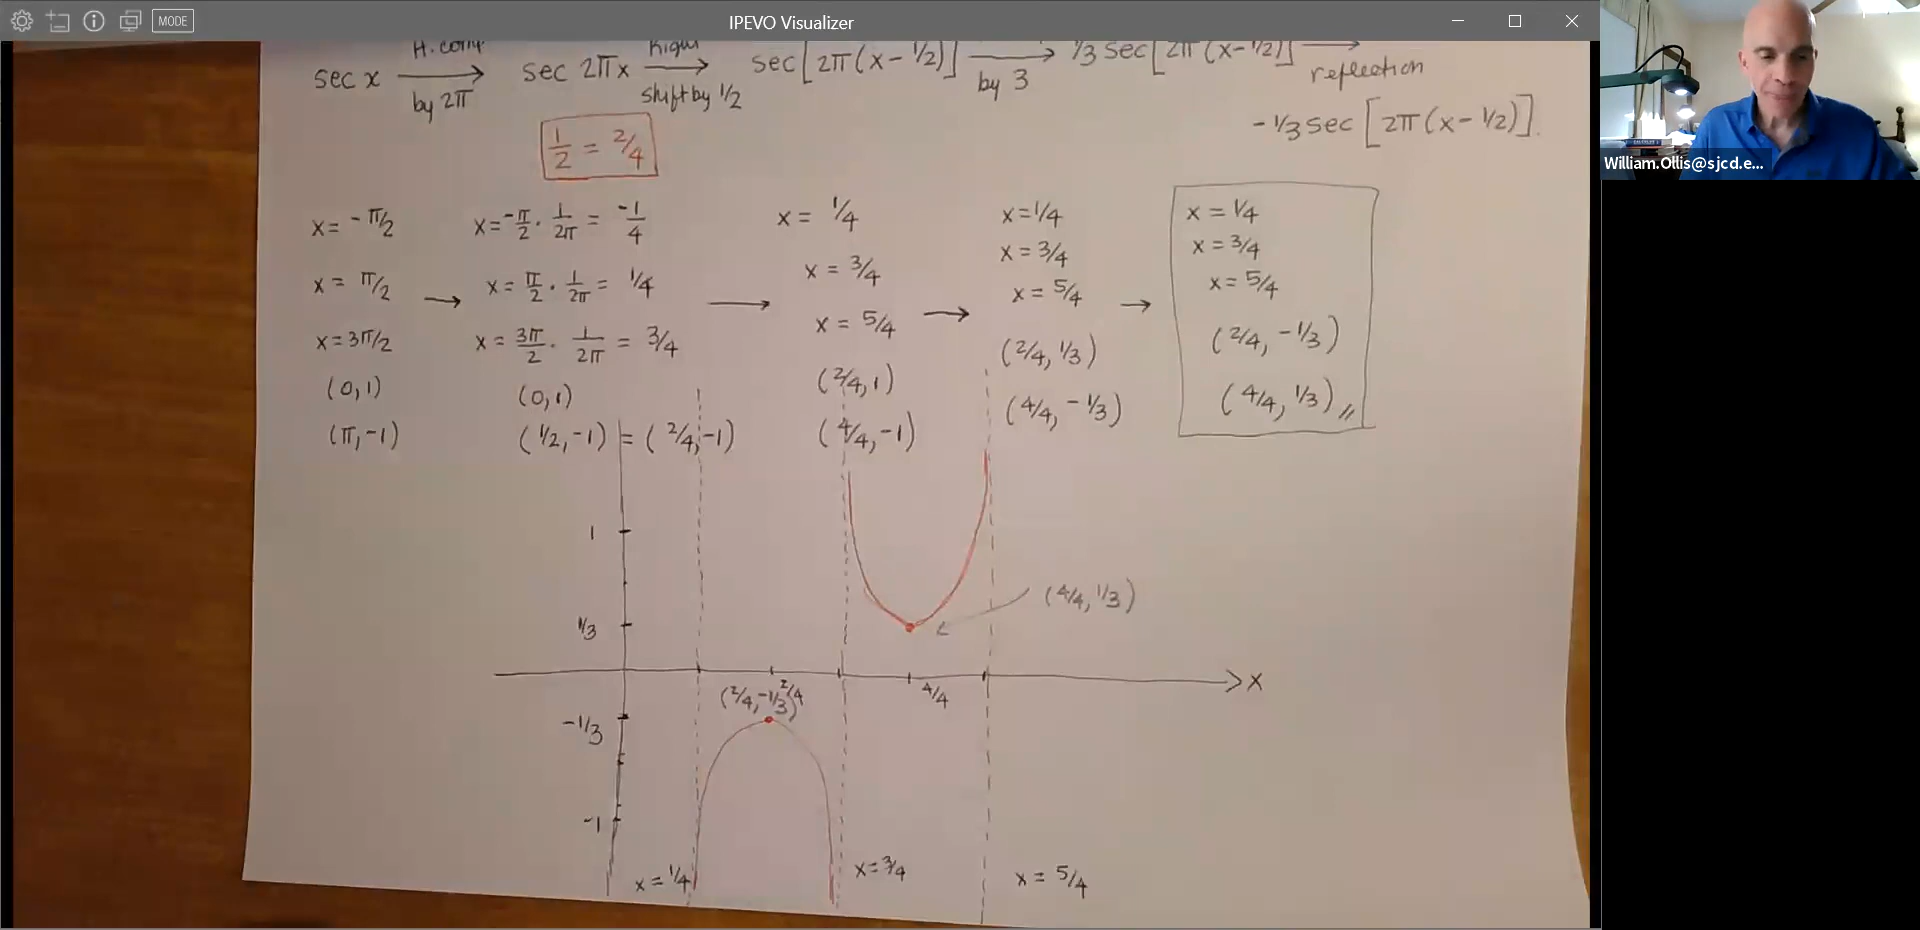 MODE
IPEVO Visualizer
William.Ollis@sjcd.e...
sec x
by 2π
sec 2πx
shift by 1/2
sec[2π(x-1/2)]
by 3
1/3 sec[2π(x-1/2)]
reflection
-1/3 sec[2π(x-1/2)].
1/2 = 2/4
x = -π/2
x = π/2
x = 3π/2
(0,1)
(π,-1)
x = -π/2 · 1/2π = -1/4
x = π/2 · 1/2π = 1/4
x = 3π/2 · 1/2π = 3/4
(0,1)
(1/2,-1) = (2/4,-1)
x = 1/4
x = 3/4
x = 5/4
(2/4,1)
(4/4,-1)
x=1/4
x = 3/4
x = 5/4
(2/4, 1/3)
(4/4, -1/3)
x = 1/4
x = 3/4
x = 5/4
(2/4, -1/3)
(4/4, 1/3)
1
1/3
(4/4, 1/3)
x
2/4
4/4
(2/4, -1/3)
-1/3
-1
x = 1/4
x = 3/4
x = 5/4